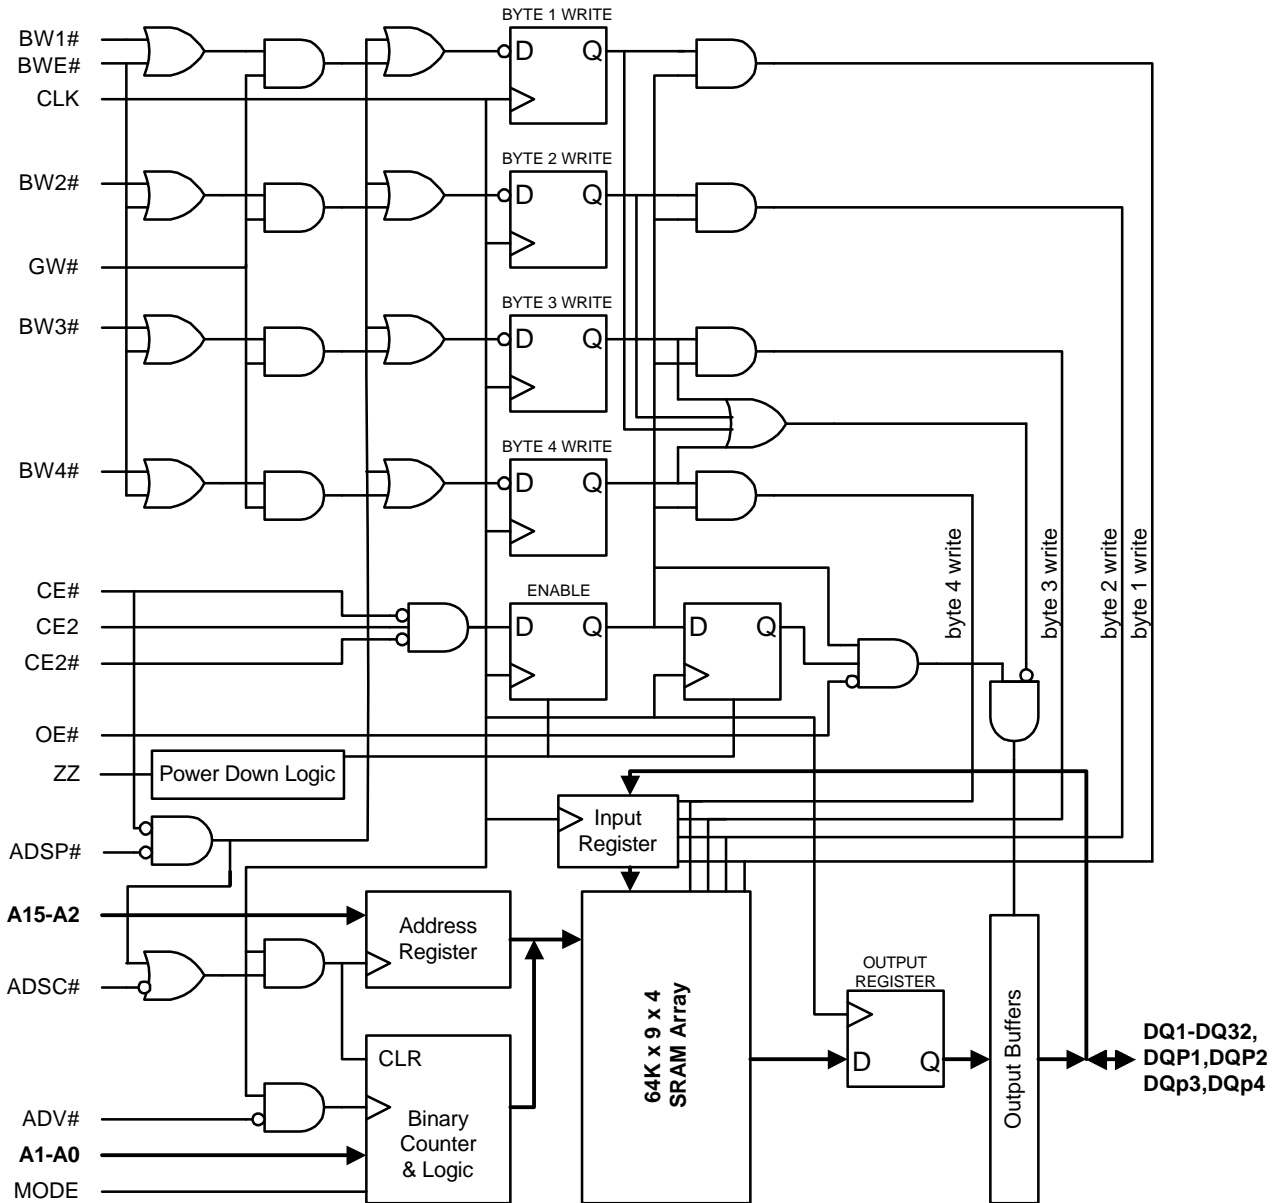 BYTE 1 WRITE
BW1#
BWE#
CLK
D
Q
BYTE 2 WRITE
BW2#
D
Q
GW#
BYTE 3 WRITE
BW3#
D
Q
BYTE 4 WRITE
BW4#
D
Q
byte 4 write
byte 3 write
byte 2 write
byte 1 write
CE#
CE2
CE2#
ENABLE
D
Q
D
Q
OE#
ZZ
Power Down Logic
Input
Register
ADSP#
A15-A2
Address
Register
ADSC#
CLR
Binary
Counter
& Logic
ADV#
A1-A0
MODE
64K x 9 x 4
SRAM Array
OUTPUT
REGISTER
D
Q
Output Buffers
DQ1-DQ32,
DQP1,DQP2
DQp3,DQp4